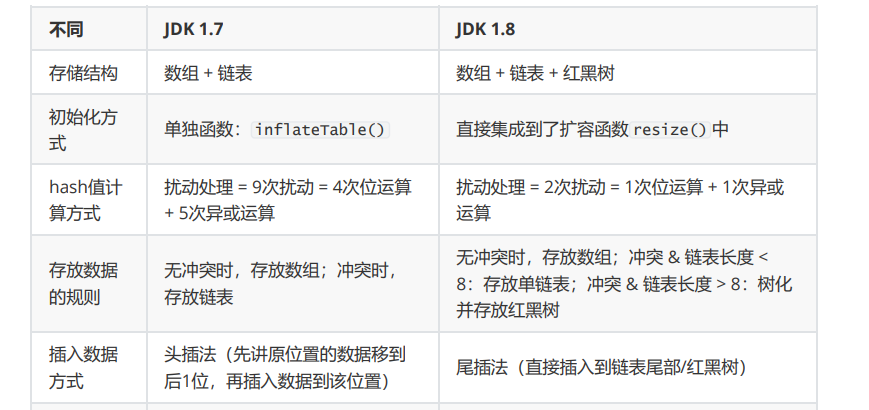 不同
JDK 1.7
JDK 1.8
存储结构
数组 + 链表
数组 + 链表 + 红黑树
初始化方
式
单独函数：inflateTable()
直接集成到了扩容函数resize()中
hash值计
算方式
扰动处理 = 9次扰动 = 4次位运算
+ 5次异或运算
扰动处理 = 2次扰动 = 1次位运算 + 1次异或
运算
存放数据
的规则
无冲突时，存放数组；冲突时，
存放链表
无冲突时，存放数组；冲突 & 链表长度 <
8：存放单链表；冲突 & 链表长度 > 8：树化
并存放红黑树
插入数据
方式
头插法（先讲原位置的数据移到
后1位，再插入数据到该位置）
尾插法（直接插入到链表尾部/红黑树）